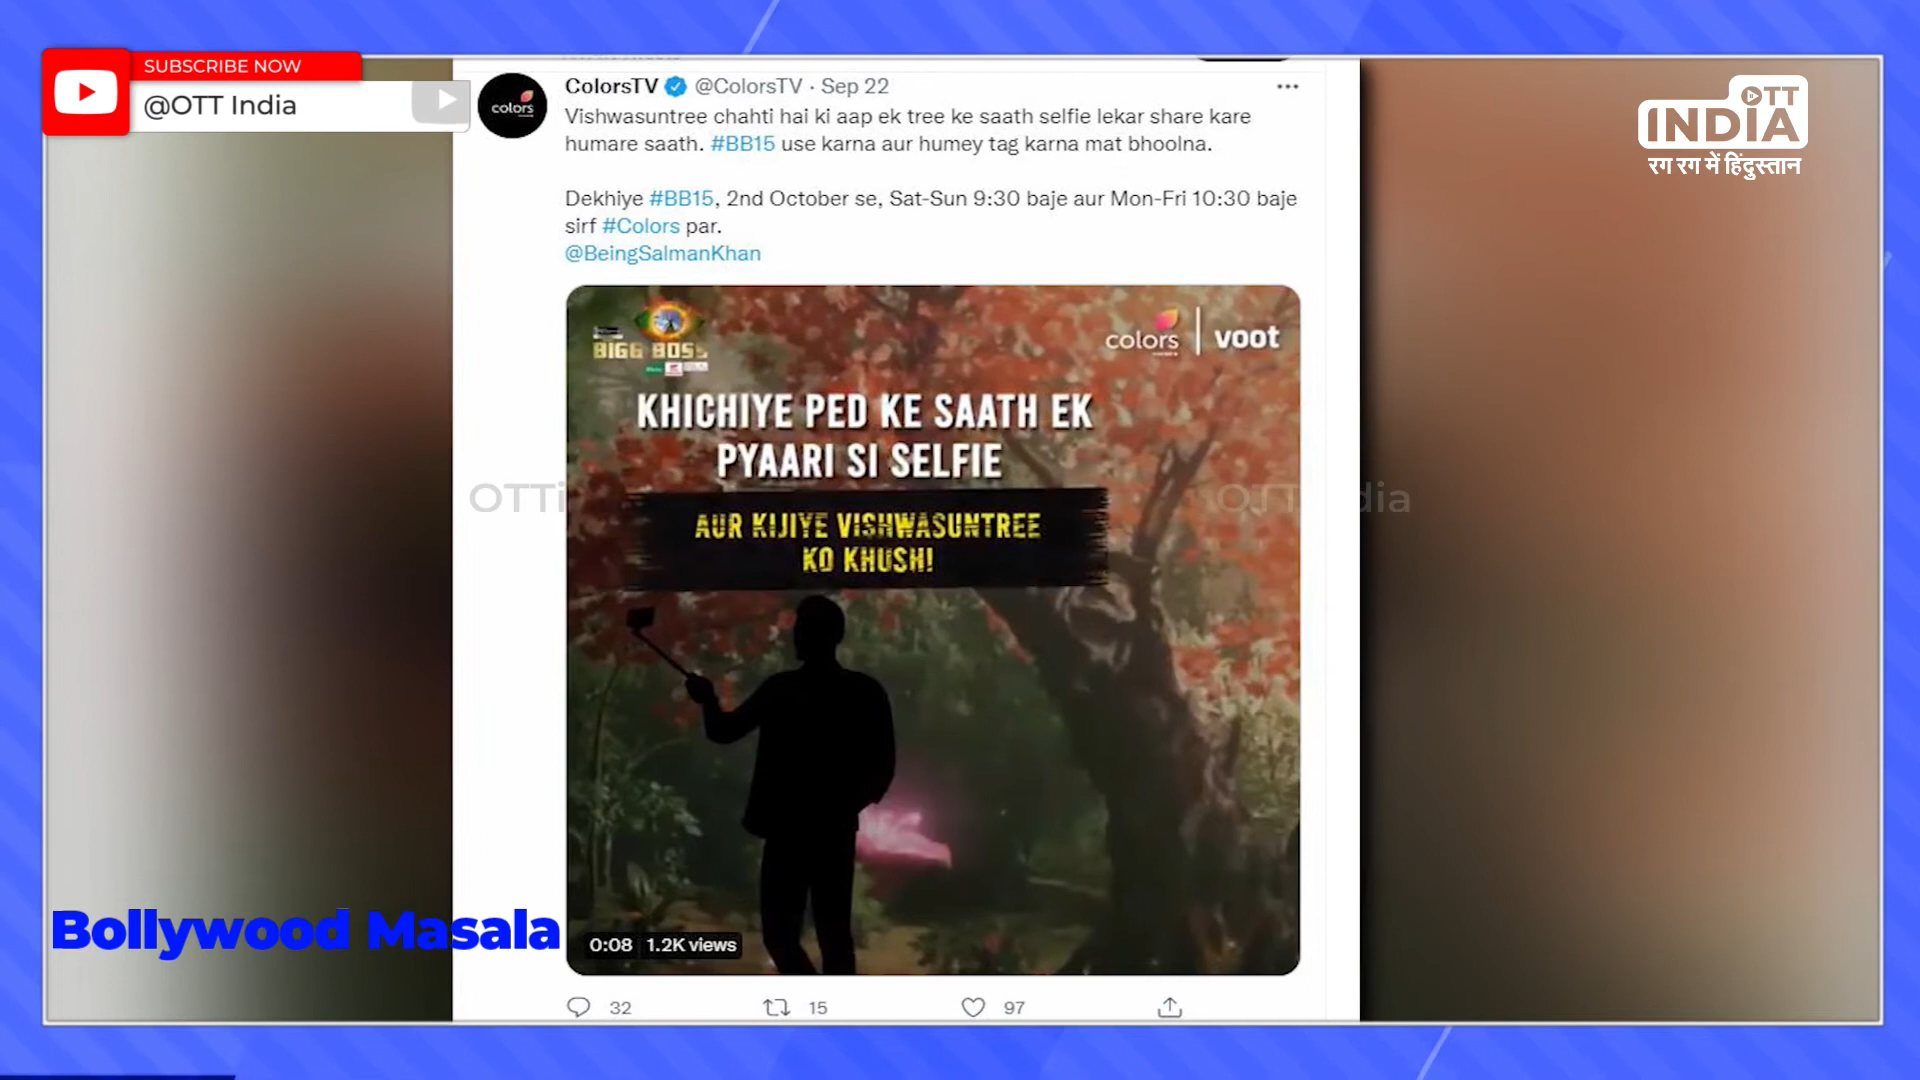 SUBSCRIBE NOW
@OTT India
OTT
INDIA
रग रग में हिंदुस्तान
colors
ColorsTV @ColorsTV · Sep 22
Vishwasuntree chahti hai ki aap ek tree ke saath selfie lekar share kare
humare saath. #BB15 use karna aur humey tag karna mat bhoolna.
Dekhiye #BB15, 2nd October se, Sat-Sun 9:30 baje aur Mon-Fri 10:30 baje
sirf #Colors par.
@BeingSalmanKhan
BIGG BOSS
colors | voot
KHICHIYE PED KE SAATH EK
PYAARI SI SELFIE
AUR KIJIYE VISHWASUNTREE
KO KHUSH!
0:08 1.2K views
32 15 97
Bollywood Masala